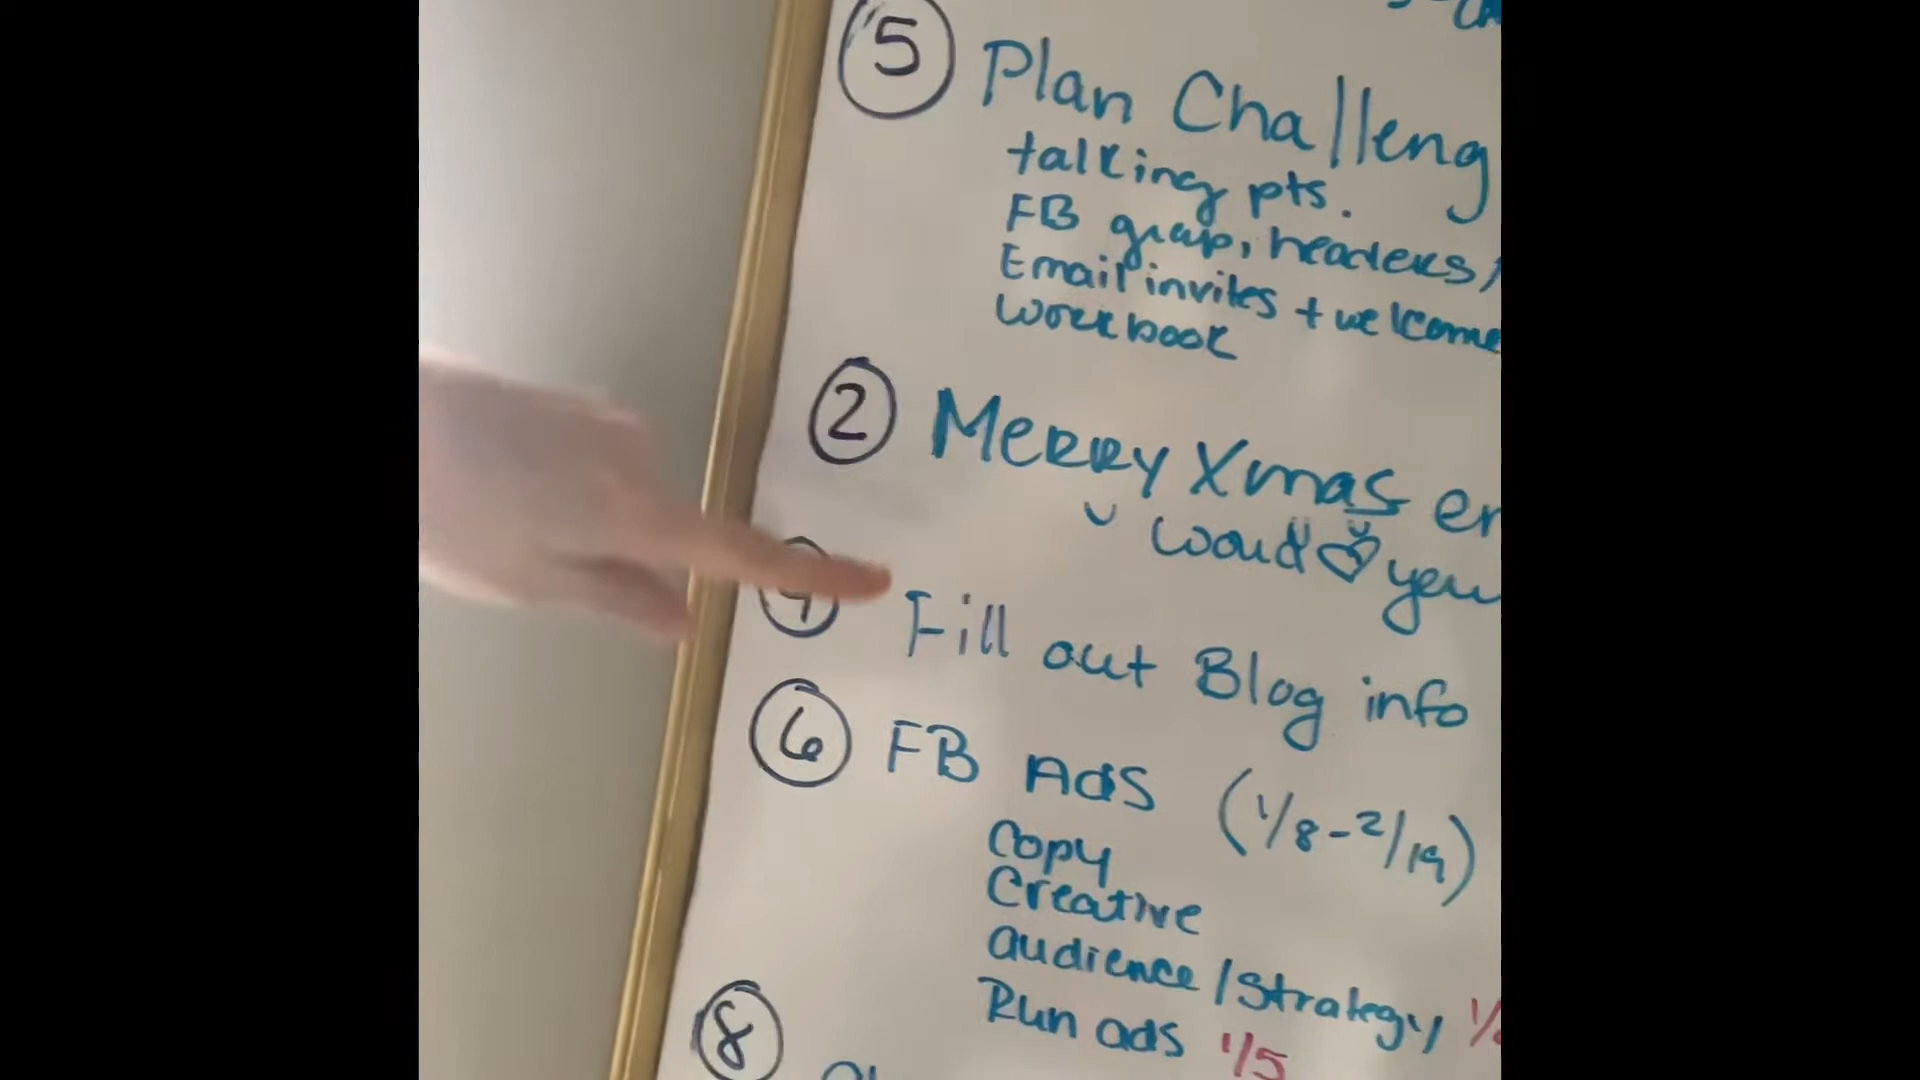 5 Plan Challeng
talking pts.
FB group, headers,
Email invites + welcome
workbook
2 Merry Xmas
would you
Fill out Blog info
6 FB Ads (1/8-2/19)
Copy
Creative
audience/Strategy
Run ads 1/5
8